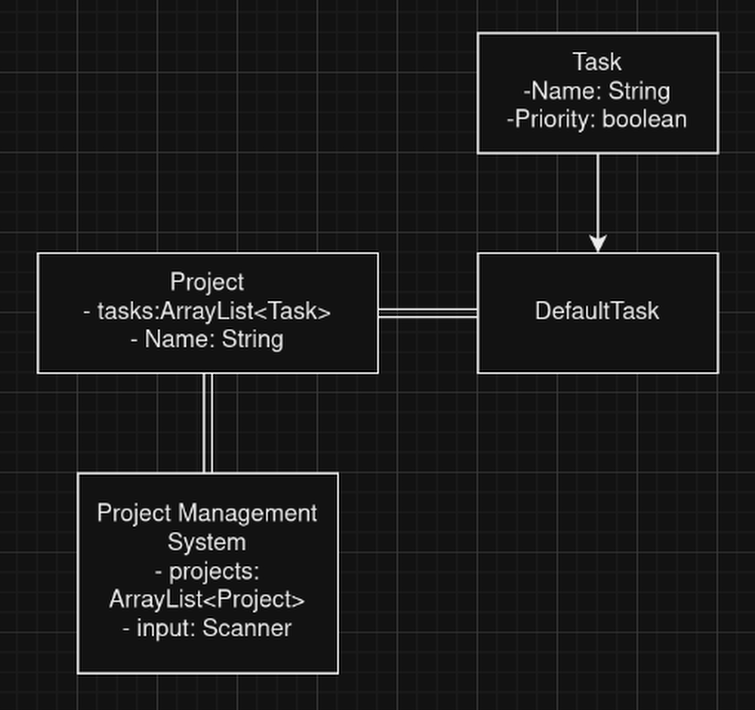 Task
-Name: String
-Priority: boolean
Project
- tasks:ArrayList<Task>
- Name: String
DefaultTask
Project Management
System
- projects:
ArrayList<Project>
- input: Scanner